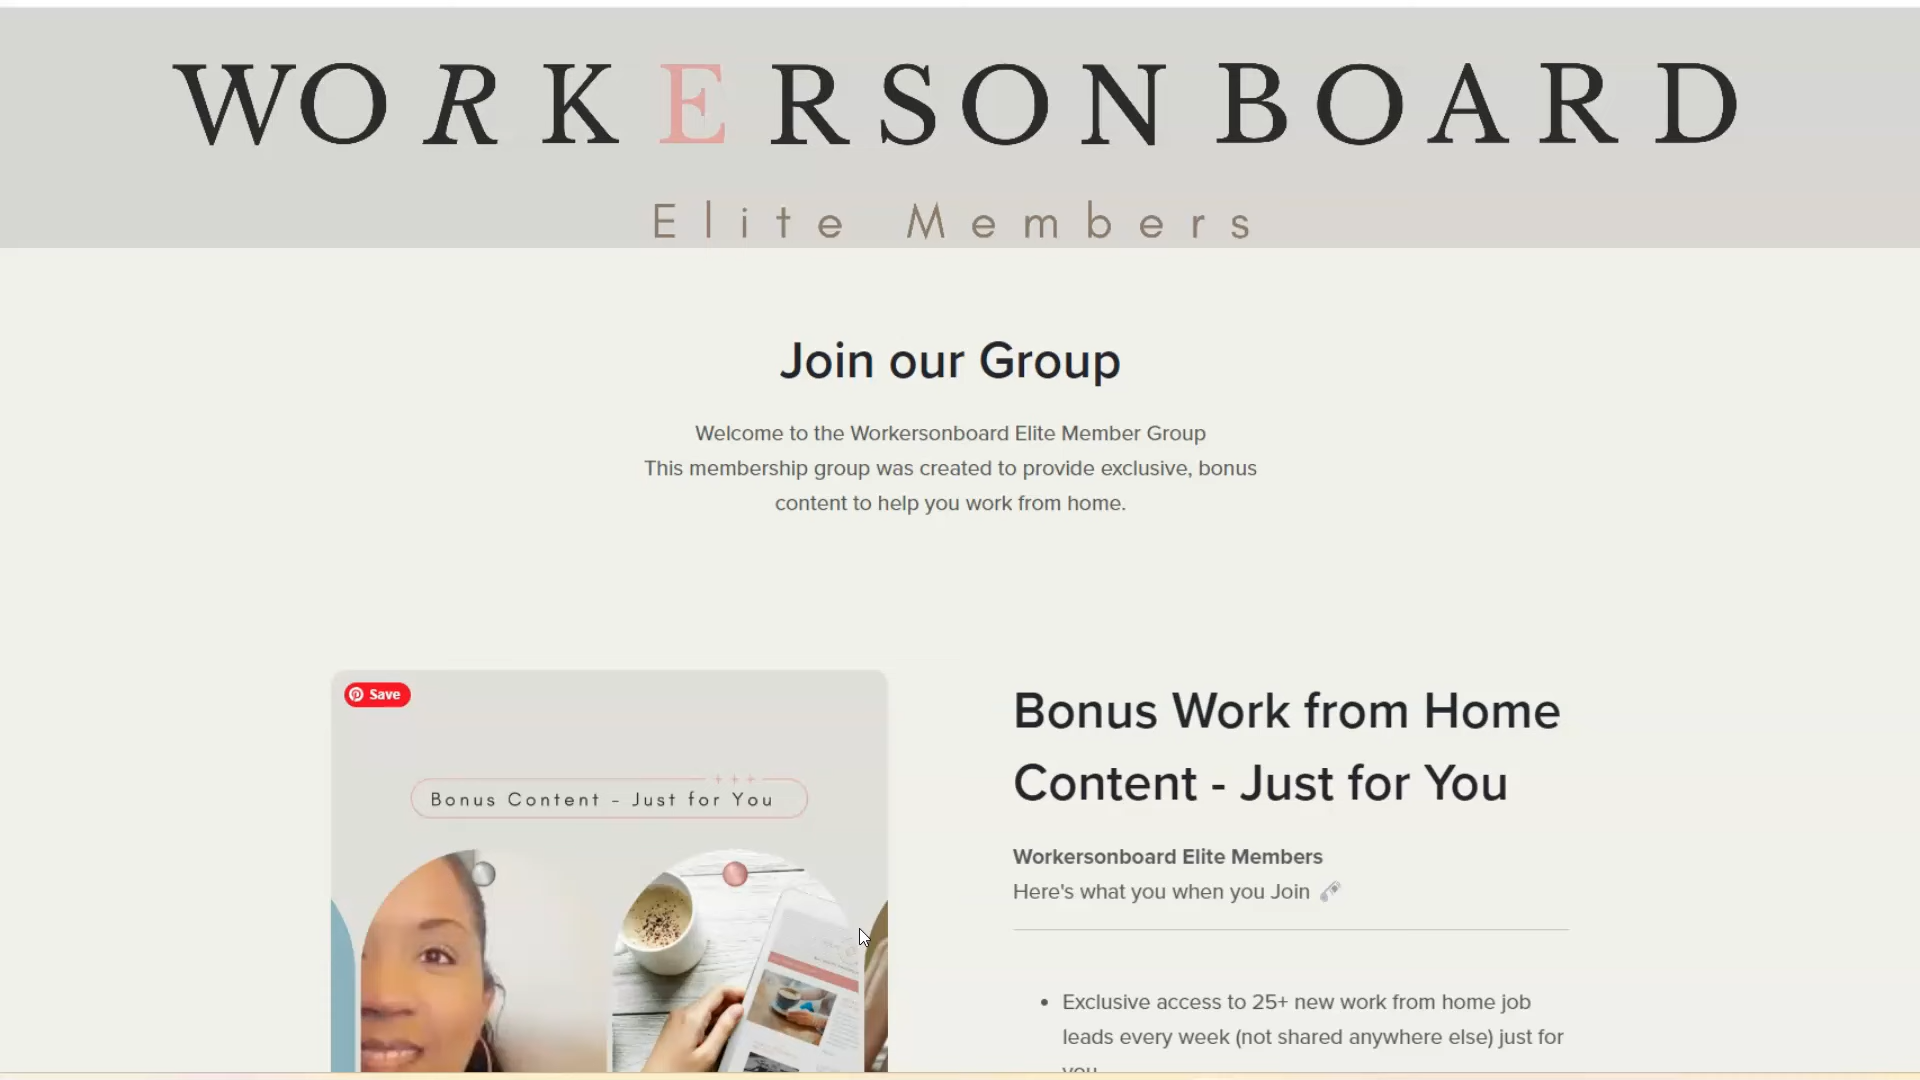 WORKERSONBOARD
Elite Members
Join our Group
Welcome to the Workersonboard Elite Member Group
This membership group was created to provide exclusive, bonus
content to help you work from home.
Save
Bonus Content - Just for You
Bonus Work from Home
Content - Just for You
Workersonboard Elite Members
Here's what you when you Join
Exclusive access to 25+ new work from home job
leads every week (not shared anywhere else) just for
you